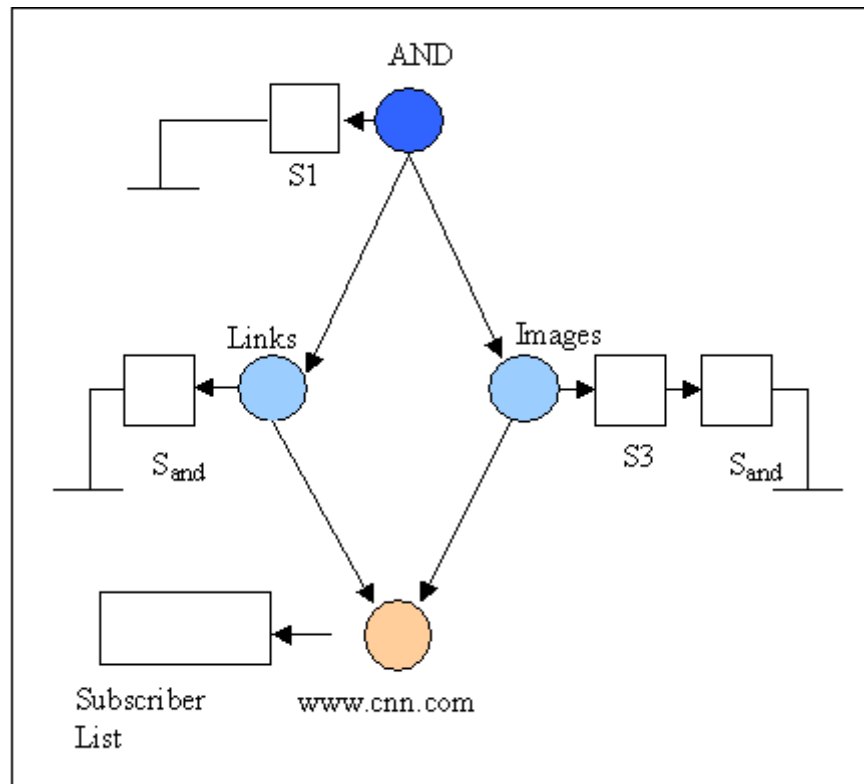 AND
S1
Links
Images
Sand
S3
Sand
Subscriber
List
www.cnn.com